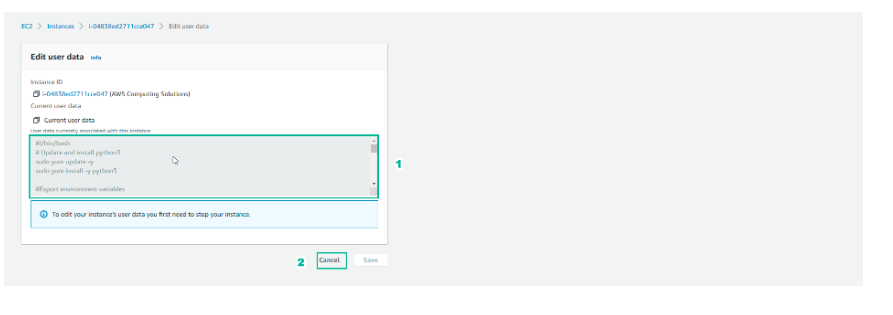 EC2 > Instances > i-04838ed2711cce047 > Edit user data
Edit user data Info
Instance ID
i-04838ed2711cce047 (AWS Computing Solutions)
Current user data
Current user data
User data currently associated with this instance
#!/bin/bash
# Update and install python3
sudo yum update -y
sudo yum install -y python3
#Export environment variables
1
To edit your instance's user data you first need to stop your instance.
2 Cancel Save